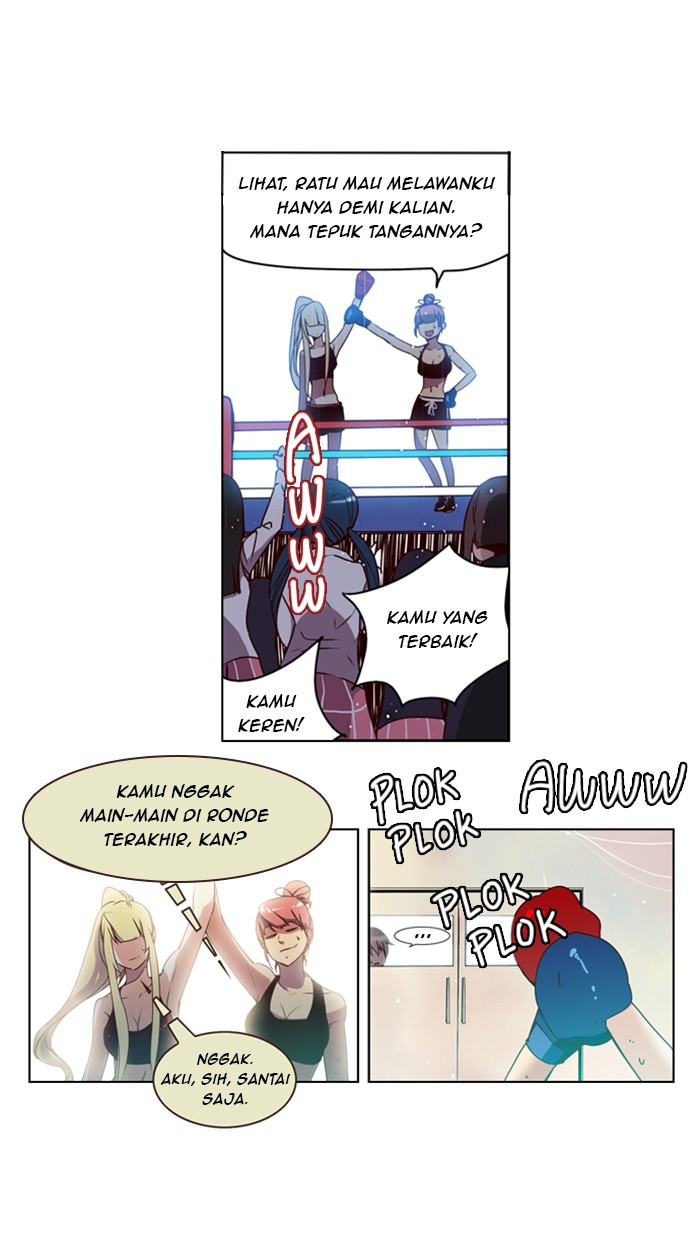 LIHAT, RATU MAU MELAWANKU
HANYA DEMI KALIAN.
MANA TEPUK TANGANNYA?
AWWW
KAMU YANG
TERBAIK!
KAMU
KEREN!
KAMU NGGAK
MAIN-MAIN DI RONDE
TERAKHIR, KAN?
NGGAK.
AKU, SIH, SANTAI
SAJA.
PLOK
PLOK
AWWW
PLOK
PLOK
...